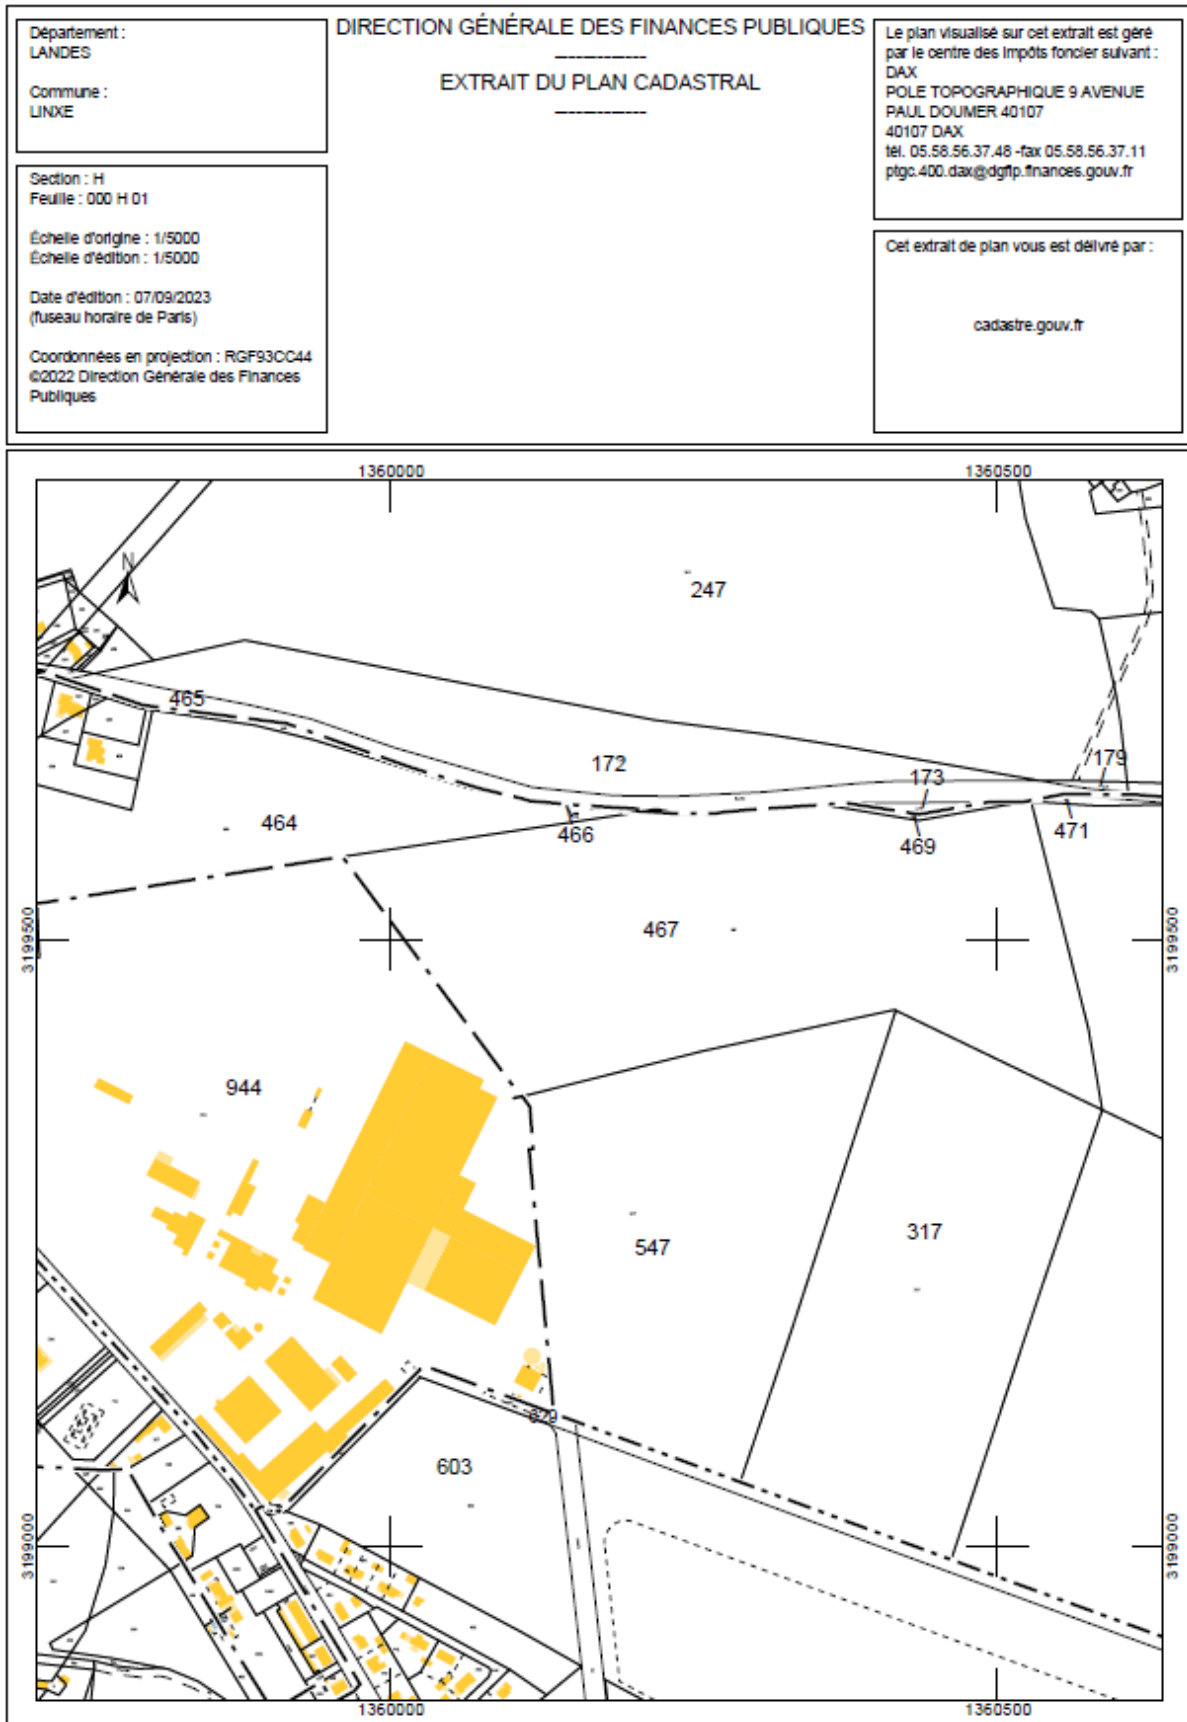 Département :
LANDES
Commune :
LINXE
Section : H
Feuille : 000 H 01
Échelle d'origine : 1/5000
Échelle d'édition : 1/5000
Date d'édition : 07/09/2023
(fuseau horaire de Paris)
Coordonnées en projection : RGF93CC44
©2022 Direction Générale des Finances
Publiques
DIRECTION GÉNÉRALE DES FINANCES PUBLIQUES
EXTRAIT DU PLAN CADASTRAL
Le plan visualisé sur cet extrait est géré
par le centre des impôts foncier suivant :
DAX
POLE TOPOGRAPHIQUE 9 AVENUE
PAUL DOUMER 40107
40107 DAX
tél. 05.58.56.37.48 -fax 05.58.56.37.11
ptgc.400.dax@dgfip.finances.gouv.fr
Cet extrait de plan vous est délivré par :
cadastre.gouv.fr
1360000
1360500
N
247
465
172
173
179
464
466
469
471
467
3199500
3199500
944
547
317
679
603
3199000
3199000
1360000
1360500